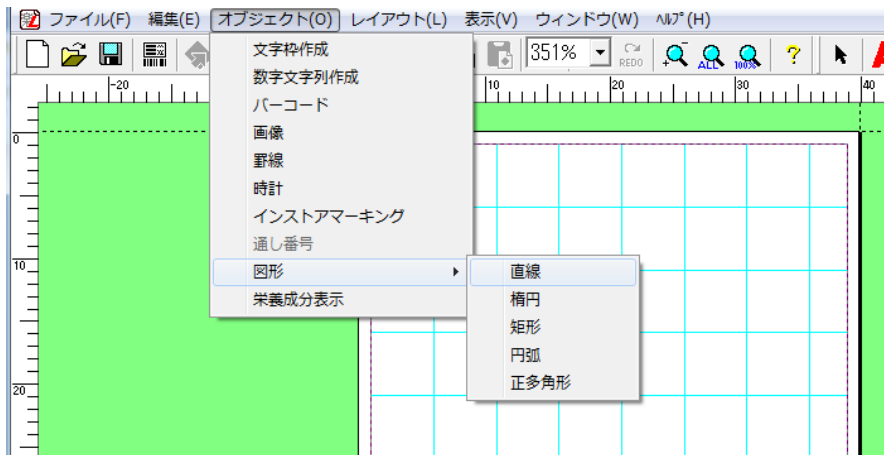 ファイル(F) 編集(E) オブジェクト(O) レイアウト(L) 表示(V) ウィンドウ(W) ﾍﾙﾌﾟ(H)
351% REDO ALL 100% ?
-20 10 20 30 40
文字枠作成
数字文字列作成
バーコード
画像
罫線
時計
インストアマーキング
通し番号
図形
栄養成分表示
直線
楕円
矩形
円弧
正多角形
0
10
20